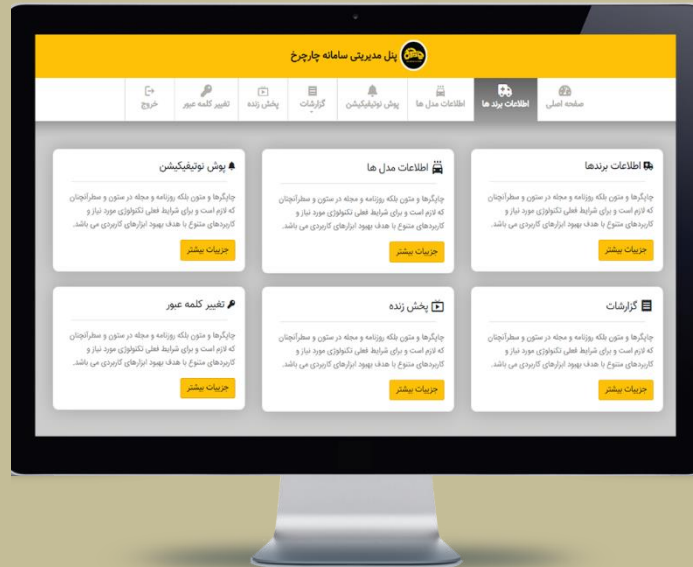 پنل مدیریتی سامانه چارچرخ
صفحه اصلی
اطلاعات برند ها
اطلاعات مدل ها
پوش نوتیفیکیشن
گزارشات
پخش زنده
تغییر کلمه عبور
خروج
اطلاعات برندها
چاپگرها و متون بلکه روزنامه و مجله در ستون و سطرآنچنان
که لازم است و برای شرایط فعلی تکنولوژی مورد نیاز و
کاربردهای متنوع با هدف بهبود ابزارهای کاربردی می باشد.
جزییات بیشتر
اطلاعات مدل ها
چاپگرها و متون بلکه روزنامه و مجله در ستون و سطرآنچنان
که لازم است و برای شرایط فعلی تکنولوژی مورد نیاز و
کاربردهای متنوع با هدف بهبود ابزارهای کاربردی می باشد.
جزییات بیشتر
پوش نوتیفیکیشن
چاپگرها و متون بلکه روزنامه و مجله در ستون و سطرآنچنان
که لازم است و برای شرایط فعلی تکنولوژی مورد نیاز و
کاربردهای متنوع با هدف بهبود ابزارهای کاربردی می باشد.
جزییات بیشتر
گزارشات
چاپگرها و متون بلکه روزنامه و مجله در ستون و سطرآنچنان
که لازم است و برای شرایط فعلی تکنولوژی مورد نیاز و
کاربردهای متنوع با هدف بهبود ابزارهای کاربردی می باشد.
جزییات بیشتر
پخش زنده
چاپگرها و متون بلکه روزنامه و مجله در ستون و سطرآنچنان
که لازم است و برای شرایط فعلی تکنولوژی مورد نیاز و
کاربردهای متنوع با هدف بهبود ابزارهای کاربردی می باشد.
جزییات بیشتر
تغییر کلمه عبور
چاپگرها و متون بلکه روزنامه و مجله در ستون و سطرآنچنان
که لازم است و برای شرایط فعلی تکنولوژی مورد نیاز و
کاربردهای متنوع با هدف بهبود ابزارهای کاربردی می باشد.
جزییات بیشتر